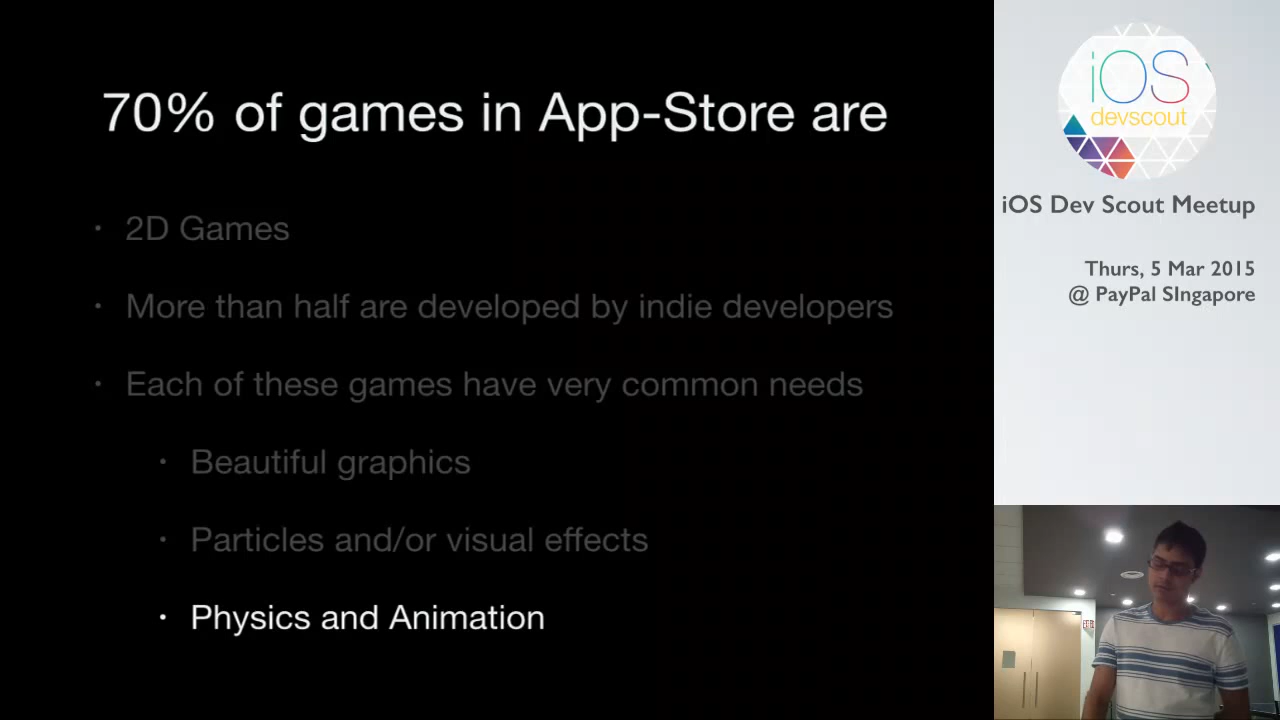 70% of games in App-Store are
• 2D Games
• More than half are developed by indie developers
• Each of these games have very common needs
• Beautiful graphics
• Particles and/or visual effects
• Physics and Animation
iOS
devscout
iOS Dev Scout Meetup
Thurs, 5 Mar 2015
@ PayPal SIngapore